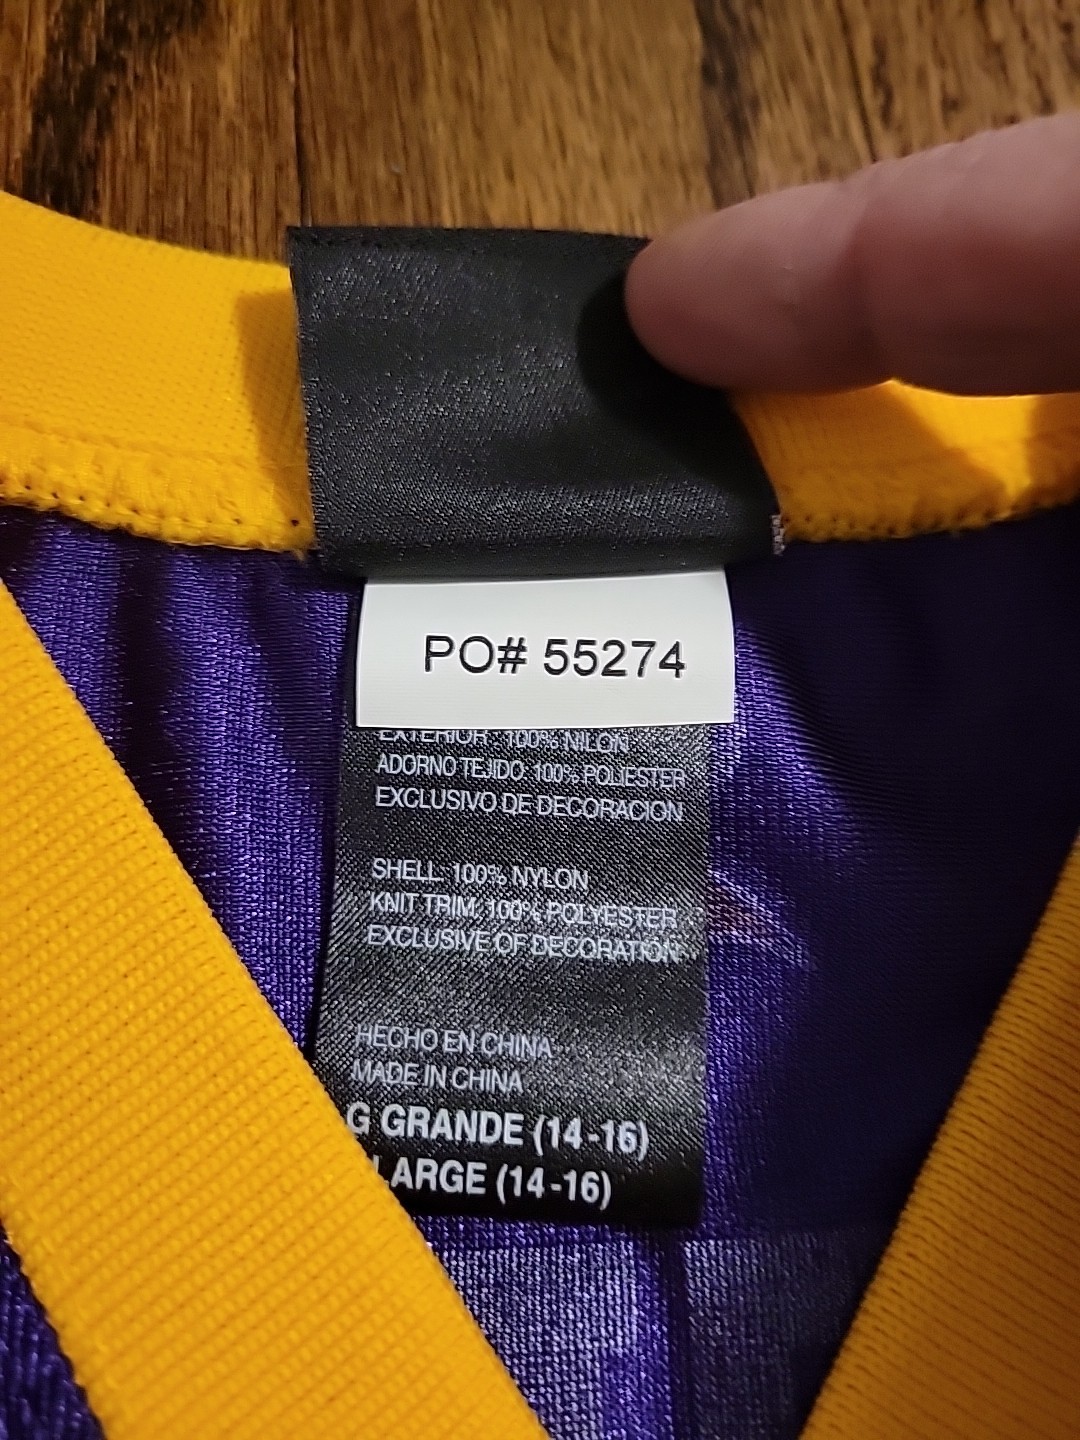 PO# 55274
EXTERIOR: 100% NILON
ADORNO TEJIDO: 100% POLIESTER
EXCLUSIVO DE DECORACION
SHELL: 100% NYLON
KNIT TRIM: 100% POLYESTER
EXCLUSIVE OF DECORATION
HECHO EN CHINA
MADE IN CHINA
G GRANDE (14-16)
LARGE (14-16)